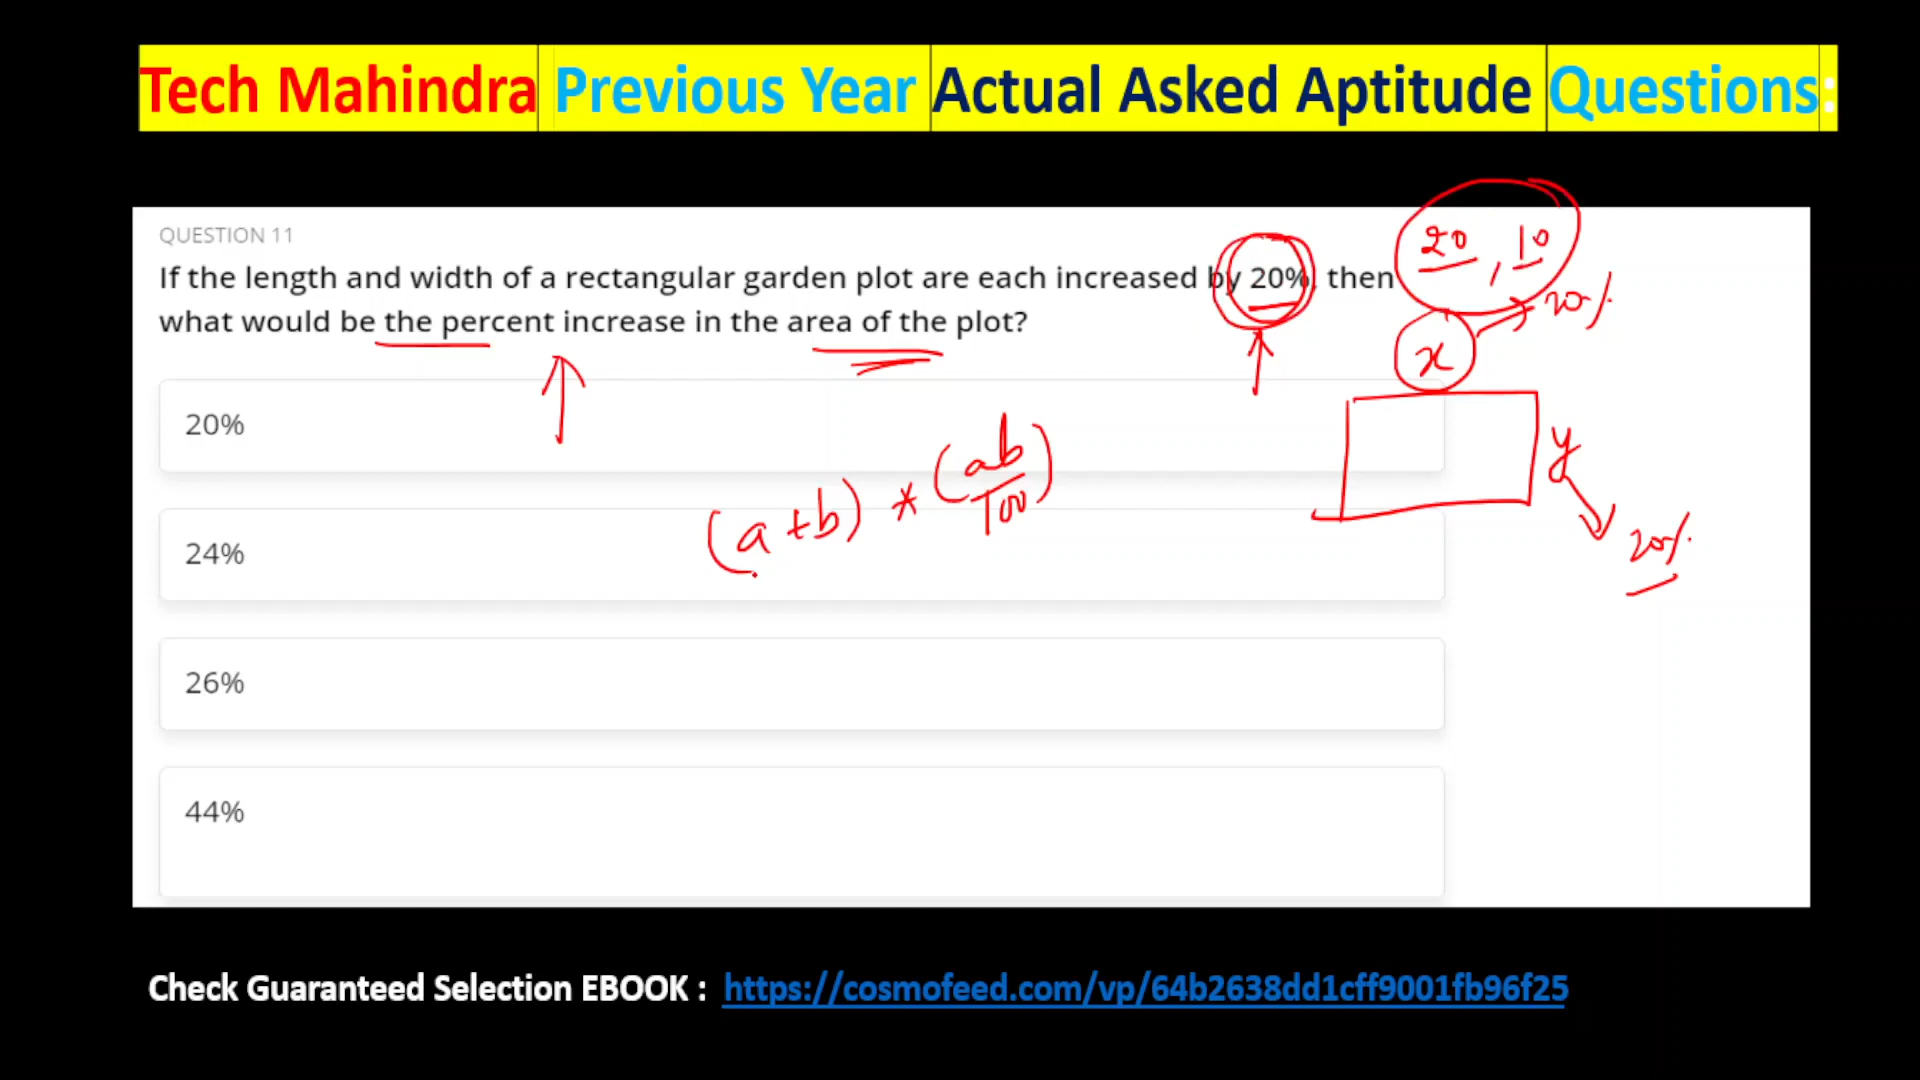 Tech Mahindra Previous Year Actual Asked Aptitude Questions:
QUESTION 11
If the length and width of a rectangular garden plot are each increased by 20%, then
what would be the percent increase in the area of the plot?
20, 10
20%
x
20%
24%
26%
44%
(a+b) * (ab/100)
y
20%
Check Guaranteed Selection EBOOK : https://cosmofeed.com/vp/64b2638dd1cff9001fb96f25